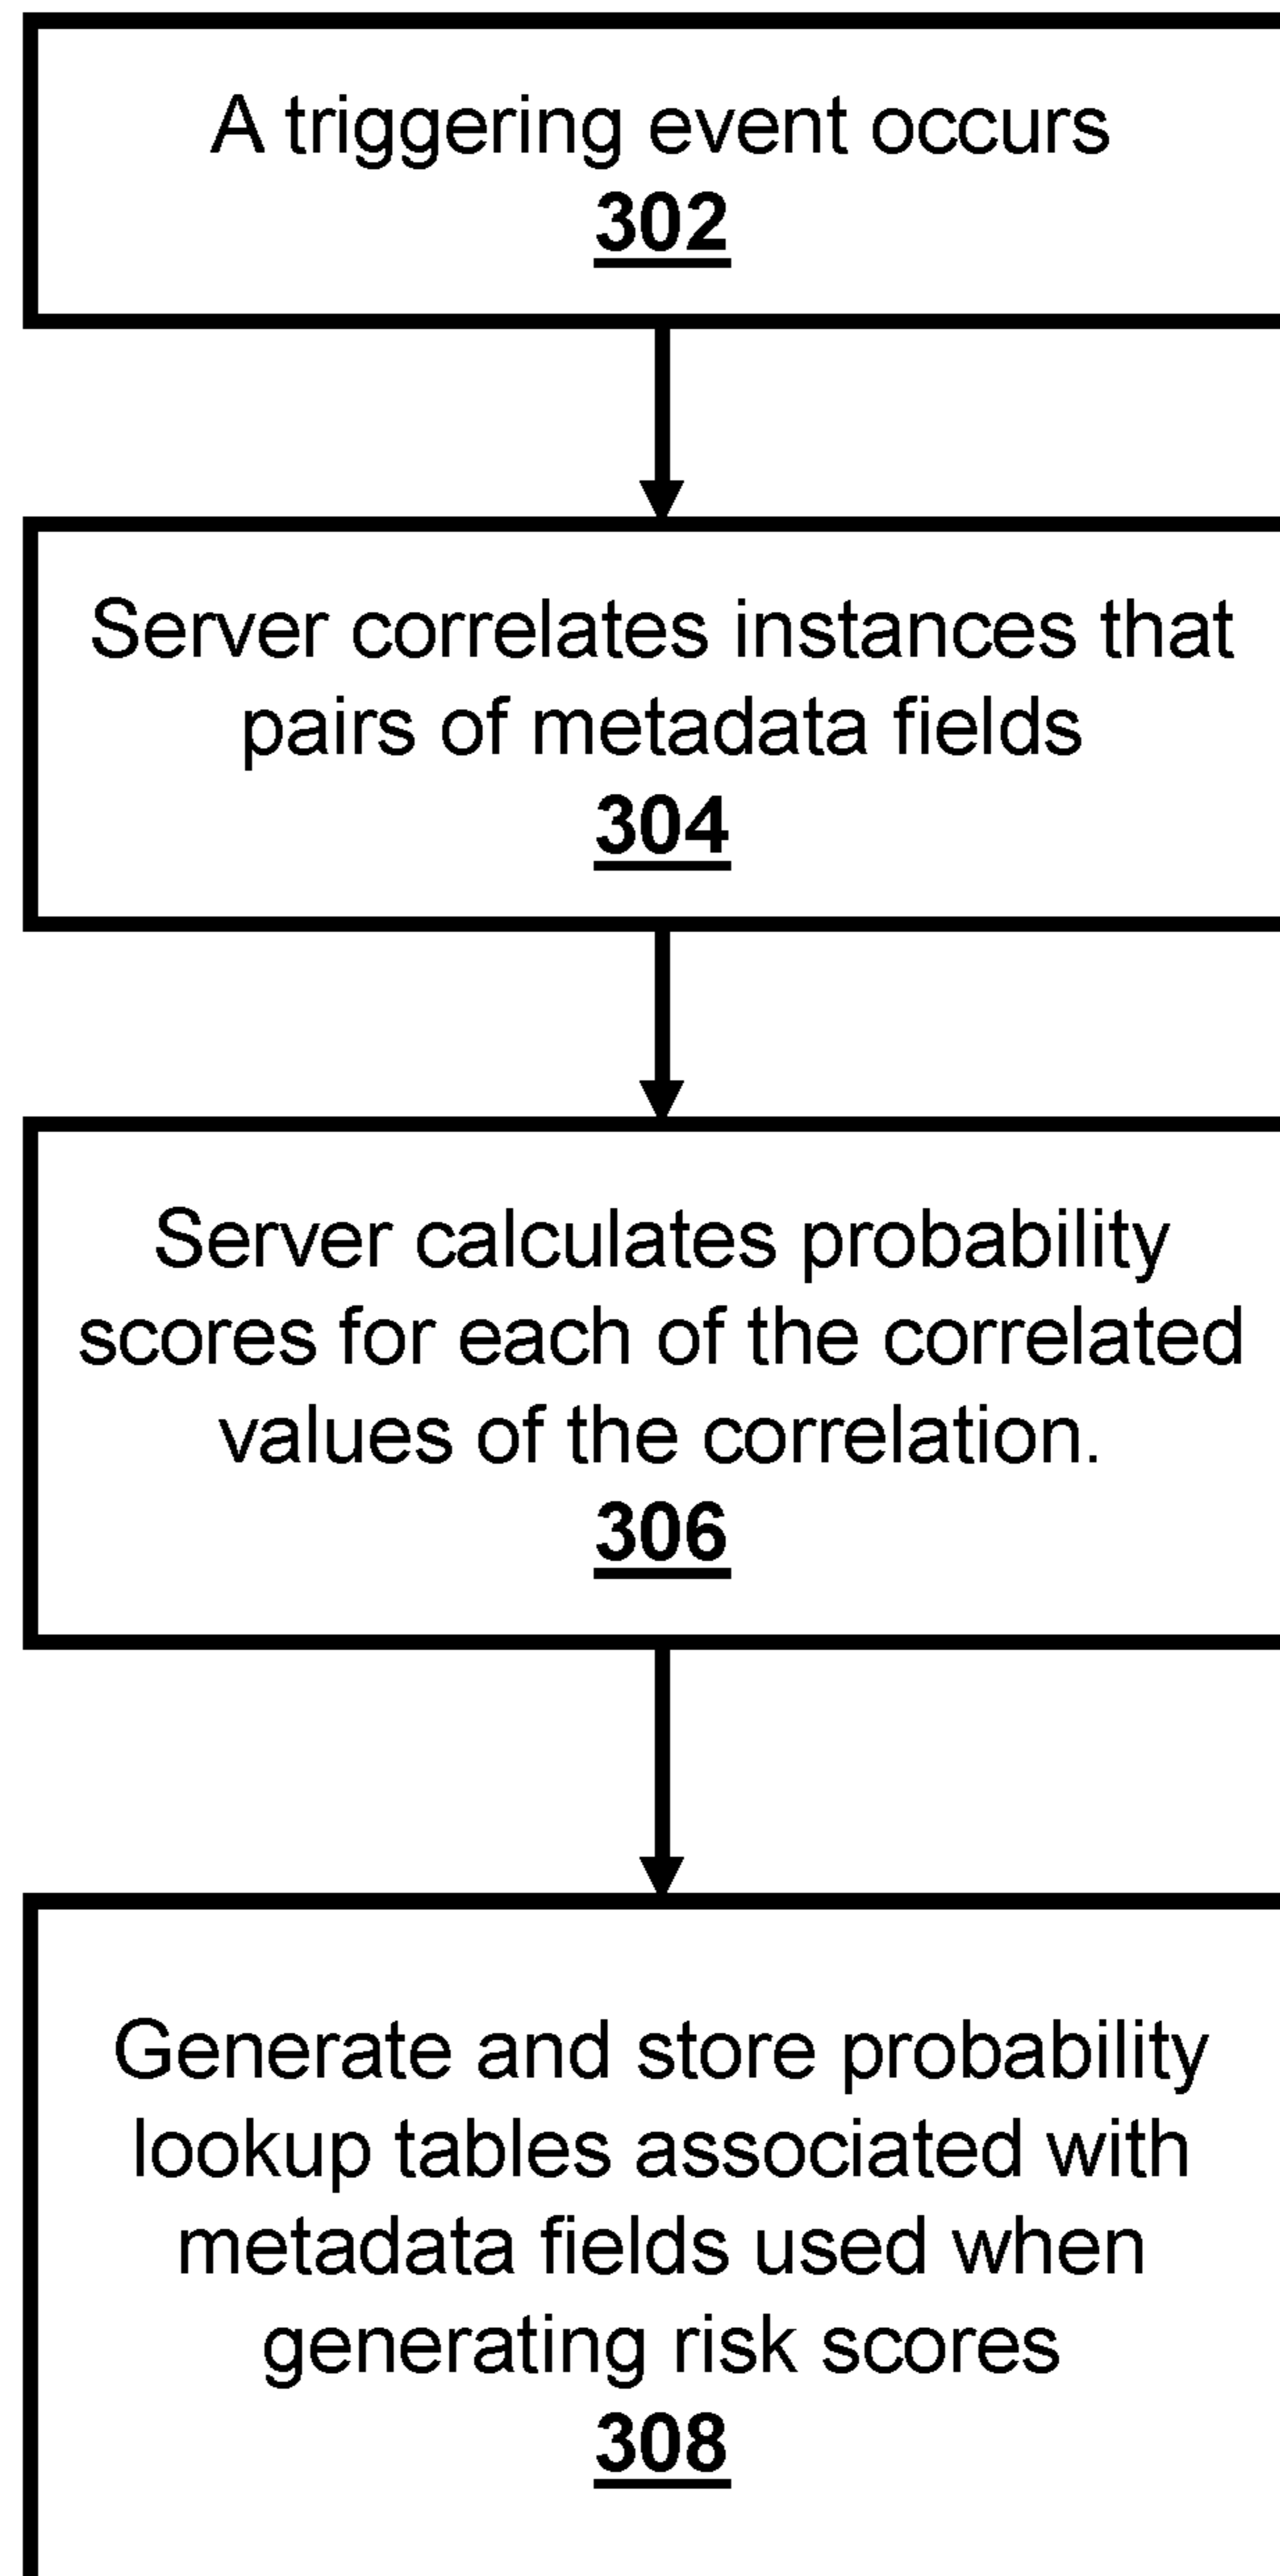 A triggering event occurs
302
Server correlates instances that
pairs of metadata fields
304
Server calculates probability
scores for each of the correlated
values of the correlation.
306
Generate and store probability
lookup tables associated with
metadata fields used when
generating risk scores
308